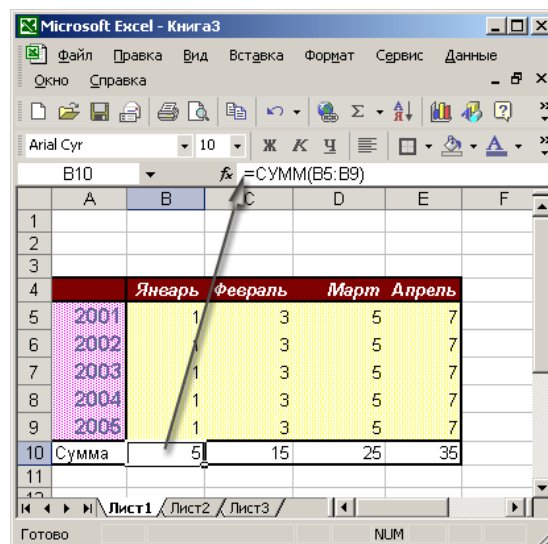 Microsoft Excel - Книга3
Файл Правка Вид Вставка Формат Сервис Данные
Окно Справка
Arial Cyr 10 Ж К Ч
B10 fx =СУММ(B5:B9)
A B C D E F
1
2
3
4 Январь Февраль Март Апрель
5 2001 1 3 5 7
6 2002 1 3 5 7
7 2003 1 3 5 7
8 2004 1 3 5 7
9 2005 1 3 5 7
10 Сумма 5 15 25 35
11
Лист1 Лист2 Лист3
Готово NUM